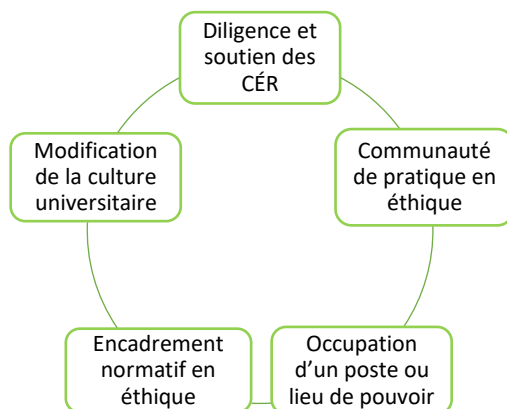 Diligence et
soutien des
CÉR
Communauté
de pratique en
éthique
Occupation
d'un poste ou
lieu de pouvoir
Encadrement
normatif en
éthique
Modification
de la culture
universitaire